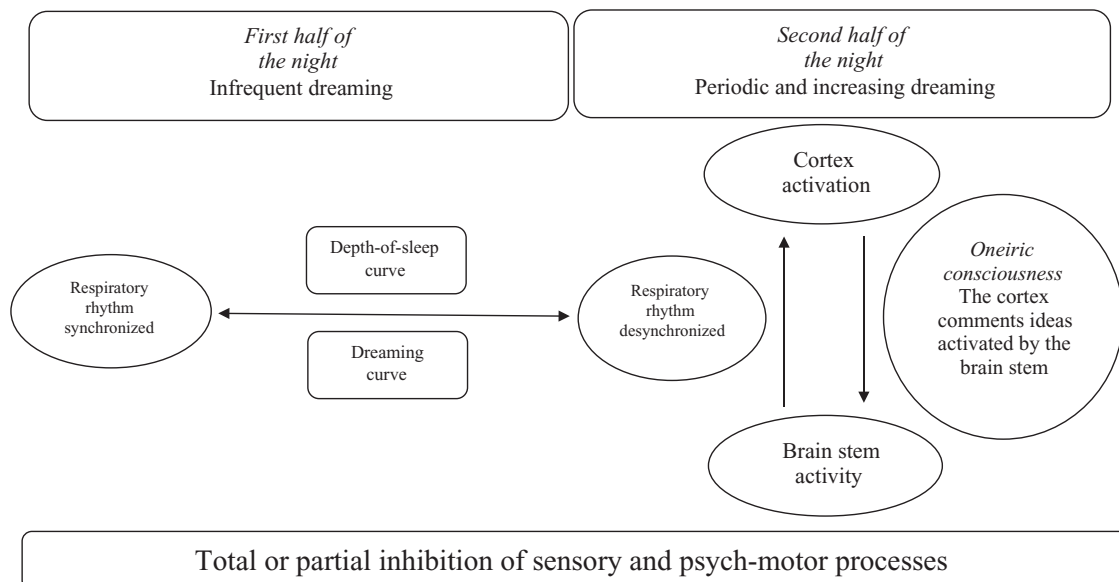 First half of
the night
Infrequent dreaming
Second half of
the night
Periodic and increasing dreaming
Cortex
activation
Depth-of-sleep
curve
Respiratory
rhythm
synchronized
Dreaming
curve
Respiratory
rhythm
desynchronized
Oneiric
consciousness
The cortex
comments ideas
activated by the
brain stem
Brain stem
activity
Total or partial inhibition of sensory and psych-motor processes